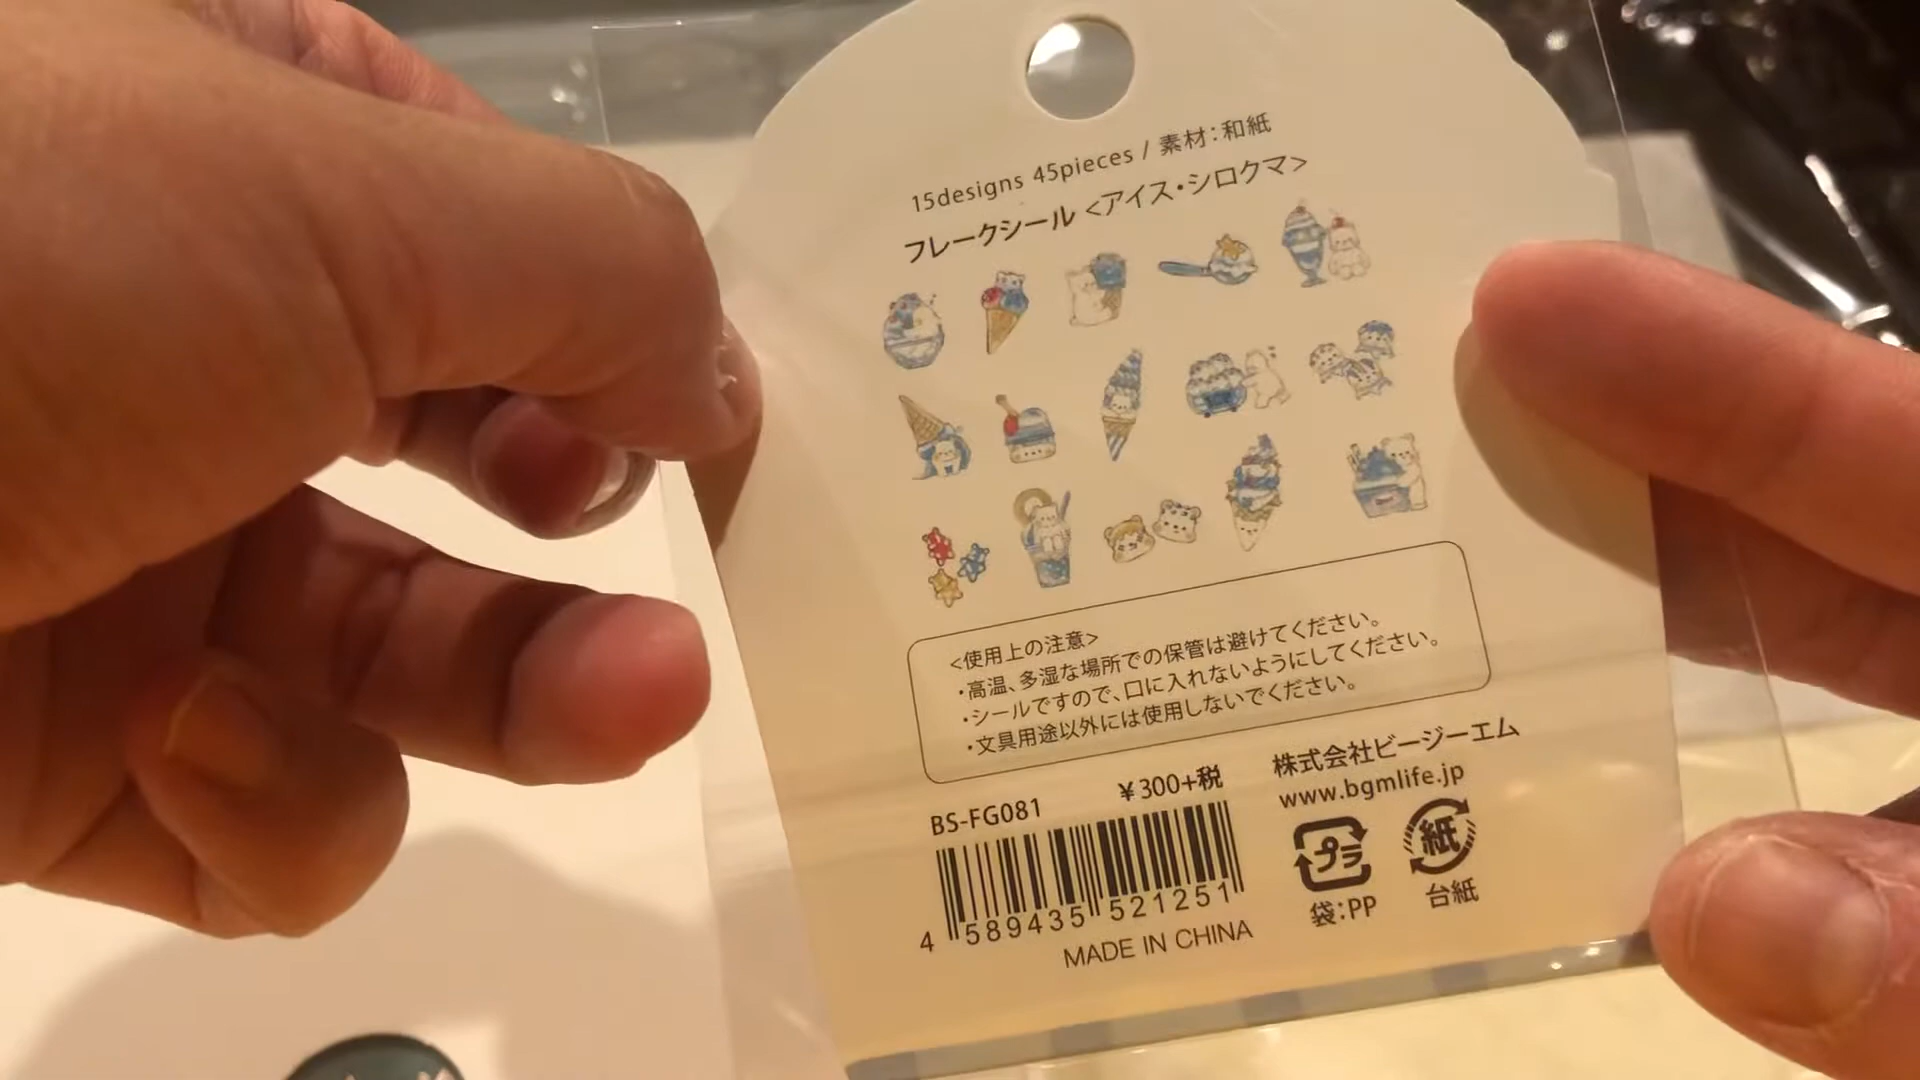 15designs 45pieces / 素材：和紙
フレークシール <アイス・シロクマ>
<使用上の注意>
・高温、多湿な場所での保管は避けてください。
・シールですので、口に入れないようにしてください。
・文具用途以外には使用しないでください。
BS-FG081
￥300+税
4 589435 521251
MADE IN CHINA
株式会社ビージーエム
www.bgmlife.jp
プラ
紙
袋：PP
台紙